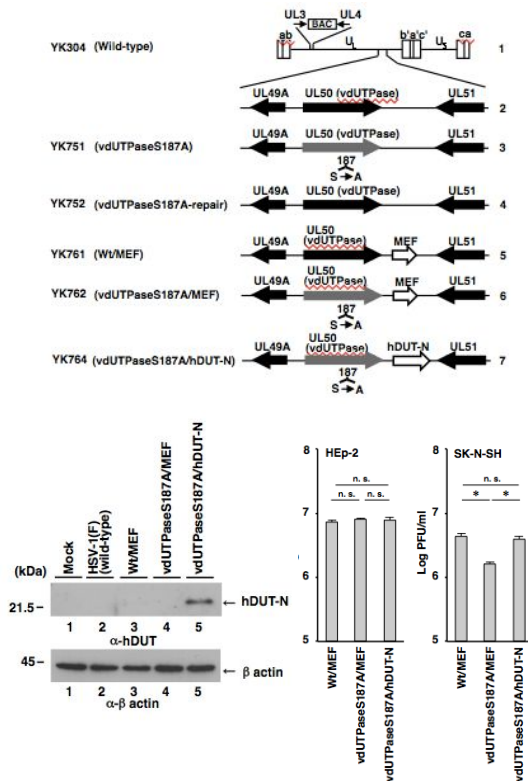 UL3 BAC UL4
YK304 (Wild-type) ab UL b'a'c' US ca 1
UL49A UL50 (vdUTPase) UL51
2
UL49A UL50 (vdUTPase) UL51
YK751 (vdUTPaseS187A) 3
187
S→A
UL49A UL50 (vdUTPase) UL51
YK752 (vdUTPaseS187A-repair) 4
UL49A UL50 (vdUTPase) MEF UL51
YK761 (Wt/MEF) 5
UL49A UL50 (vdUTPase) MEF UL51
YK762 (vdUTPaseS187A/MEF) 6
187
S→A
UL49A UL50 (vdUTPase) hDUT-N UL51
YK764 (vdUTPaseS187A/hDUT-N) 7
187
S→A
Mock
HSV-1(F) (wild-type)
Wt/MEF
vdUTPaseS187A/MEF
vdUTPaseS187A/hDUT-N
(kDa)
21.5 – ← hDUT-N
1 2 3 4 5
α-hDUT
45 – ← β actin
1 2 3 4 5
α-β actin
HEp-2
n. s.
n. s. n. s.
8
7
6
5
Wt/MEF
vdUTPaseS187A/MEF
vdUTPaseS187A/hDUT-N
SK-N-SH
n. s.
* *
Log PFU/ml
8
7
6
5
Wt/MEF
vdUTPaseS187A/MEF
vdUTPaseS187A/hDUT-N